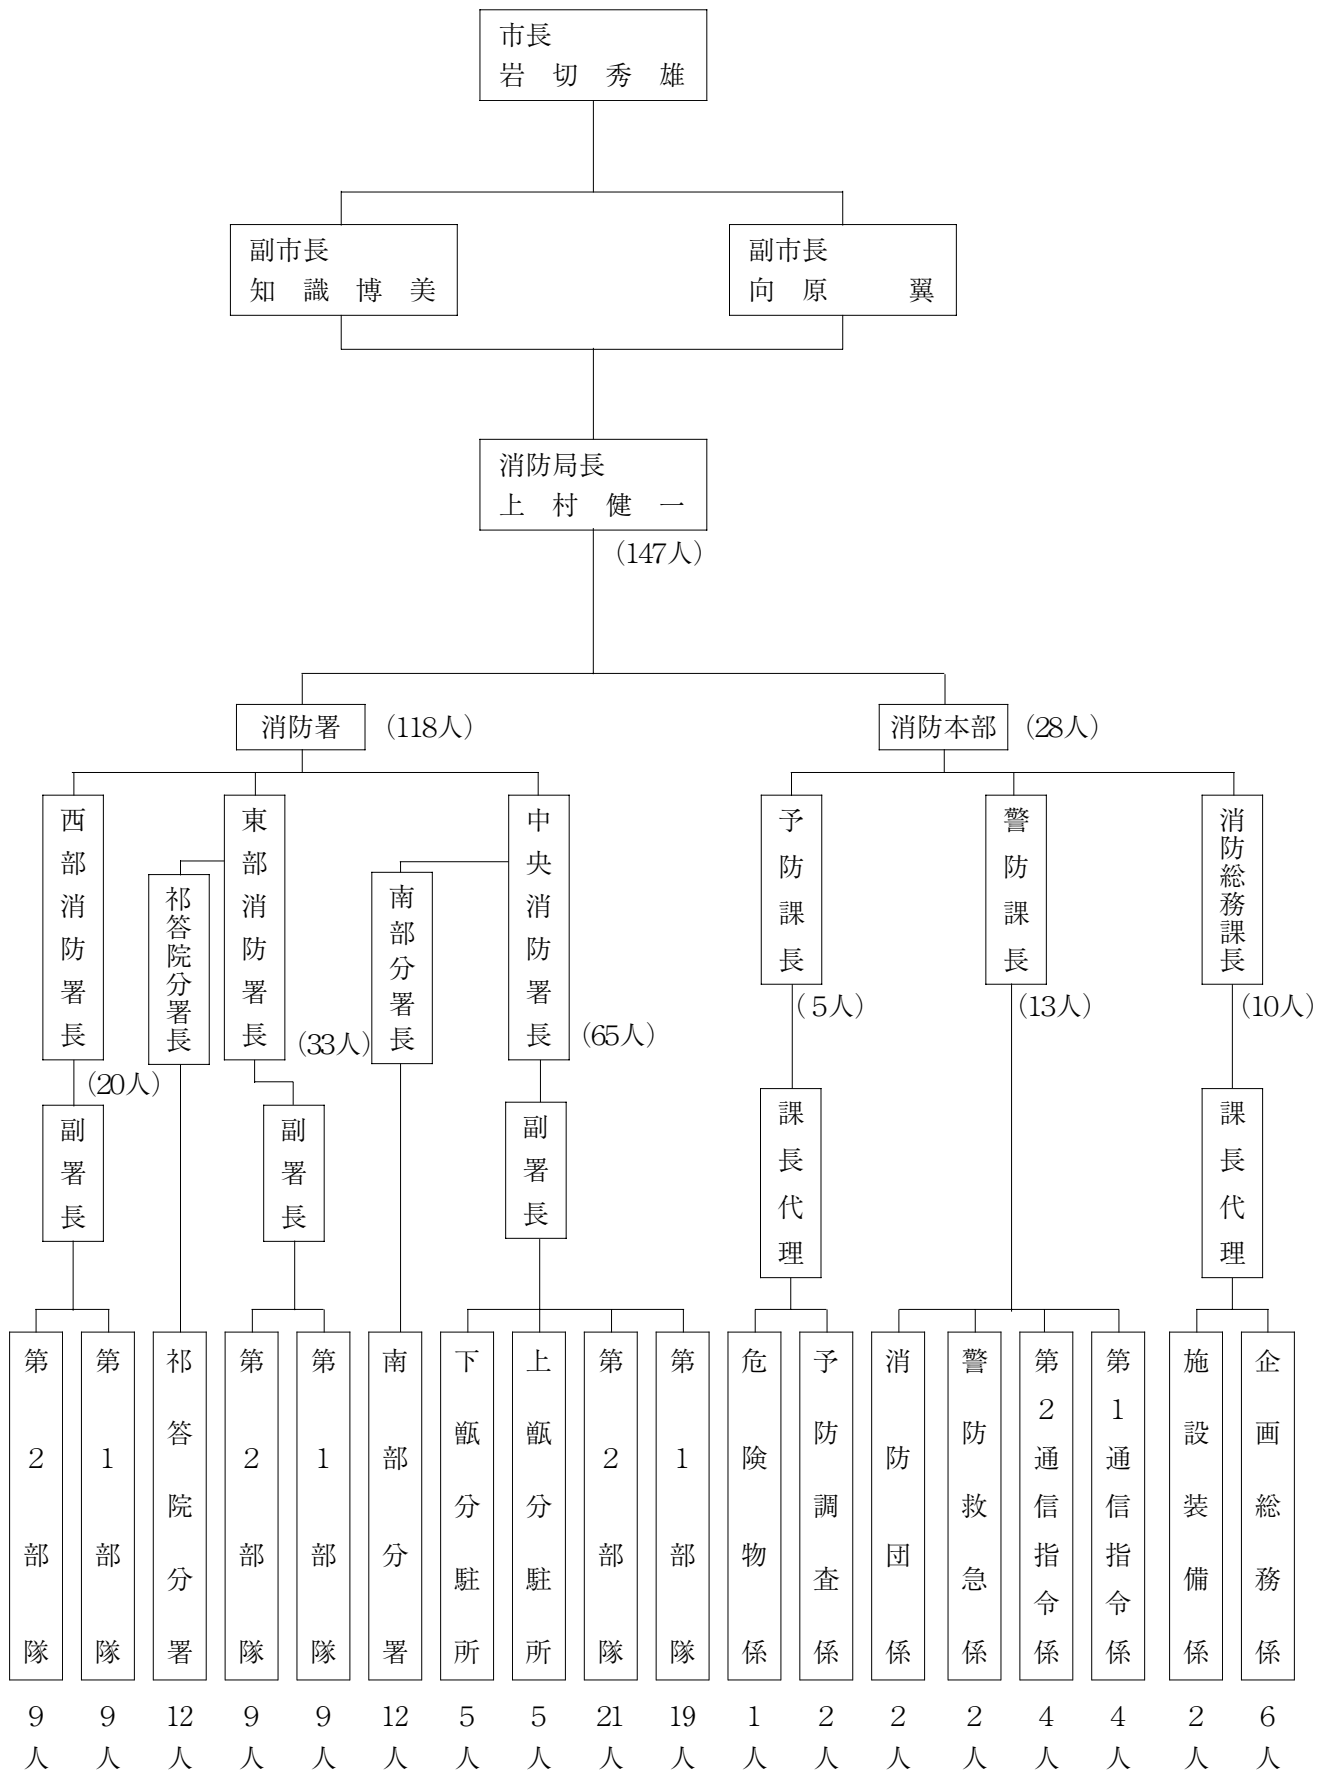 市長
岩切秀雄
副市長
知識博美
副市長
向原翼
消防局長
上村健一
(147人)
消防署
(118人)
消防本部
(28人)
西部消防署長
(20人)
祁答院分署長
東部消防署長
(33人)
南部分署長
中央消防署長
(65人)
予防課長
(5人)
警防課長
(13人)
消防総務課長
(10人)
副署長
副署長
副署長
課長代理
課長代理
第2部隊
第1部隊
祁答院分署
第2部隊
第1部隊
南部分署
下甑分駐所
上甑分駐所
第2部隊
第1部隊
危険物係
予防調査係
消防団係
警防救急係
第2通信指令係
第1通信指令係
施設装備係
企画総務係
9人
9人
12人
9人
9人
12人
5人
5人
21人
19人
1人
2人
2人
2人
4人
4人
2人
6人